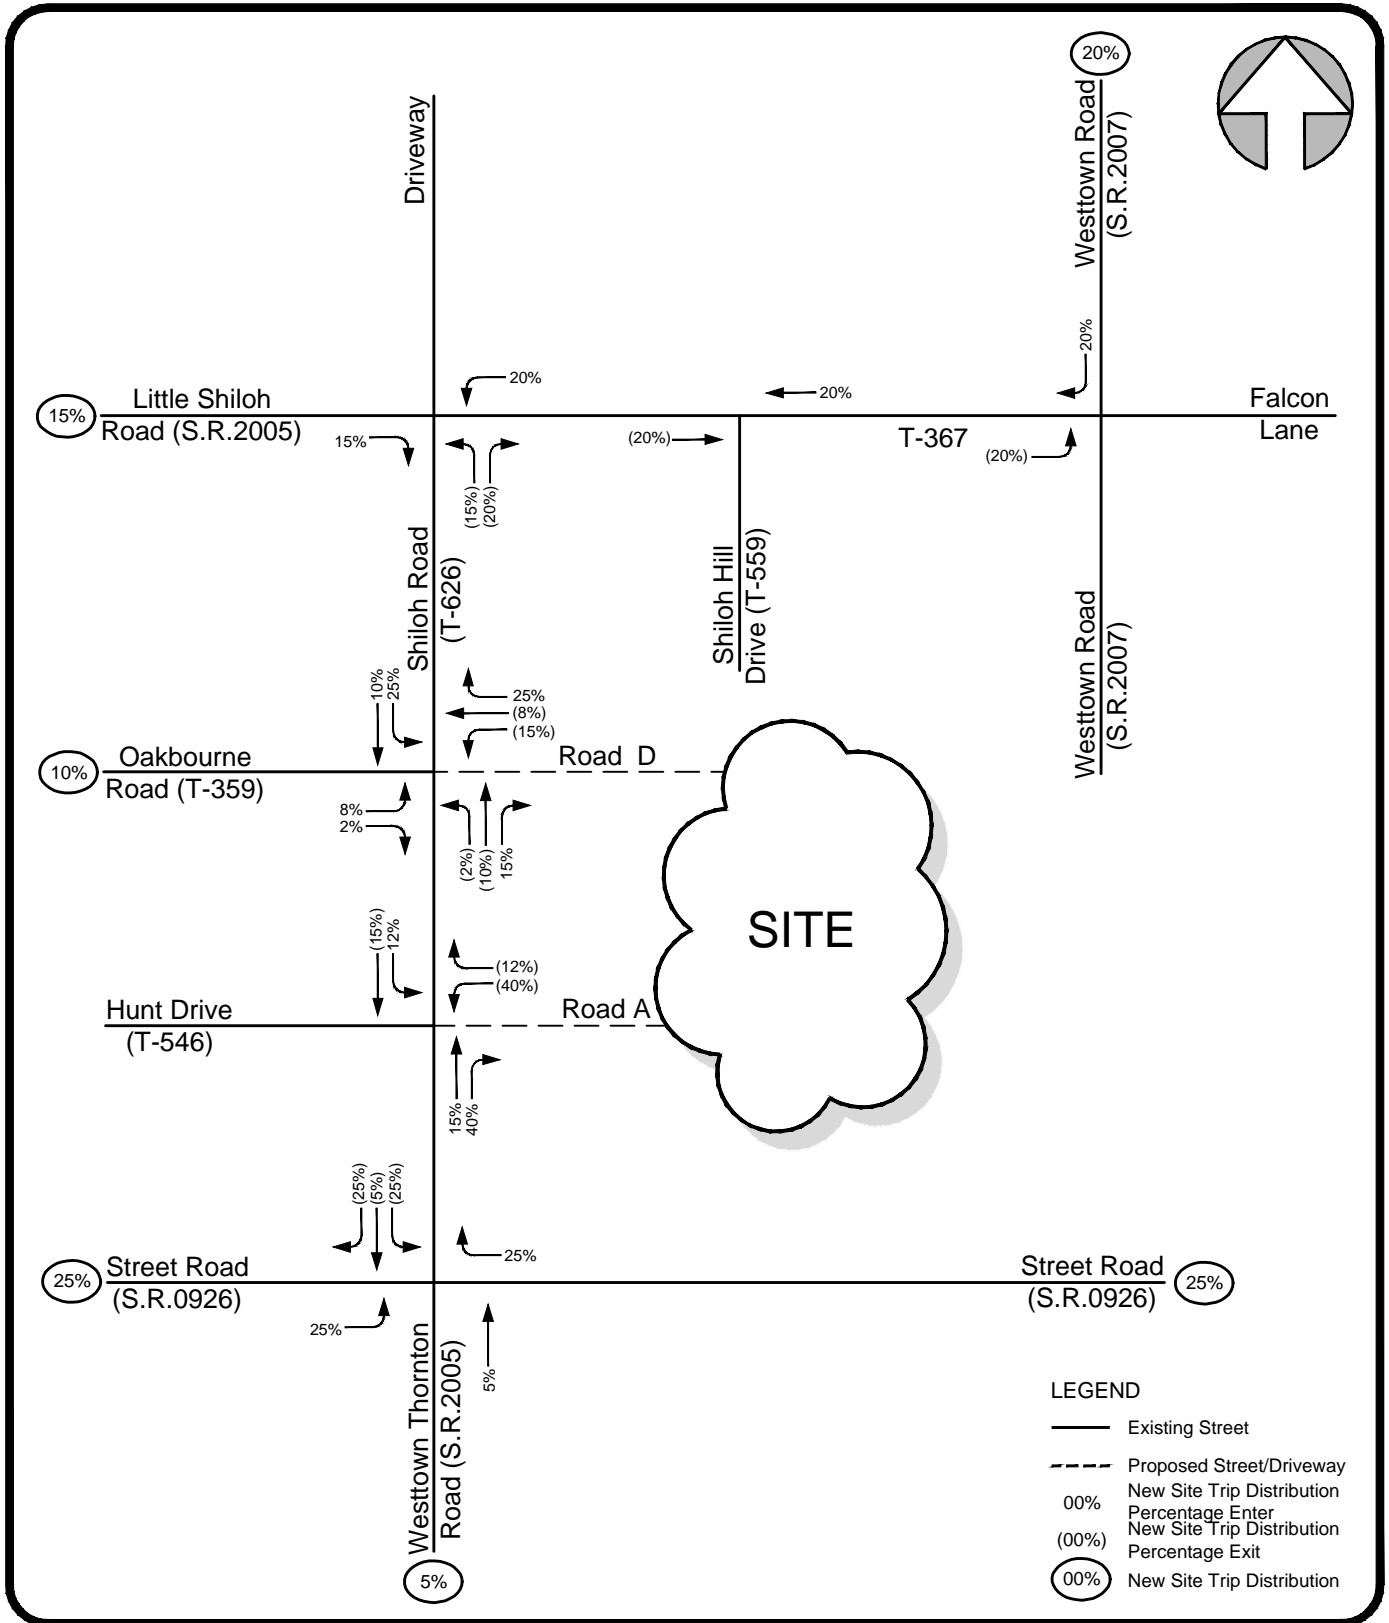 20%
Driveway
Westtown Road
(S.R.2007)
20%
20%
20%
15%
Little Shiloh
Road (S.R.2005)
15%
(20%)
T-367
(20%)
Falcon
Lane
(15%)
(20%)
Shiloh Road
(T-626)
Shiloh Hill
Drive (T-559)
Westtown Road
(S.R.2007)
10%
25%
25%
(8%)
(15%)
10%
Oakbourne
Road (T-359)
Road D
8%
2%
(2%)
(10%)
15%
SITE
(15%)
12%
(12%)
(40%)
Hunt Drive
(T-546)
Road A
15%
40%
(25%)
(5%)
(25%)
25%
25%
Street Road
(S.R.0926)
Street Road
(S.R.0926)
25%
25%
5%
Westtown Thornton
Road (S.R.2005)
5%
LEGEND
Existing Street
Proposed Street/Driveway
00% New Site Trip Distribution
Percentage Enter
(00%) New Site Trip Distribution
Percentage Exit
00% New Site Trip Distribution